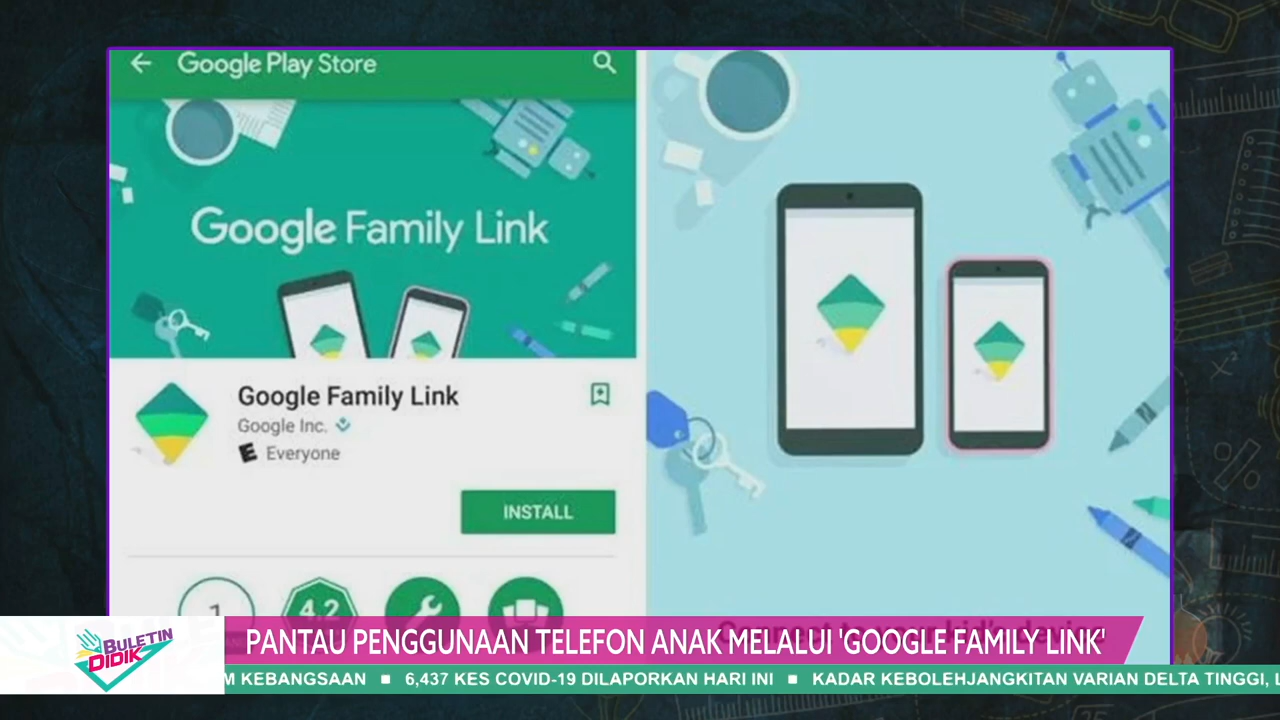 Google Play Store
Google Family Link
Google Family Link
Google Inc.
Everyone
INSTALL
4.2
BULETIN
DIDIK
PANTAU PENGGUNAAN TELEFON ANAK MELALUI 'GOOGLE FAMILY LINK'
M KEBANGSAAN ■ 6,437 KES COVID-19 DILAPORKAN HARI INI ■ KADAR KEBOLEHJANGKITAN VARIAN DELTA TINGGI, L